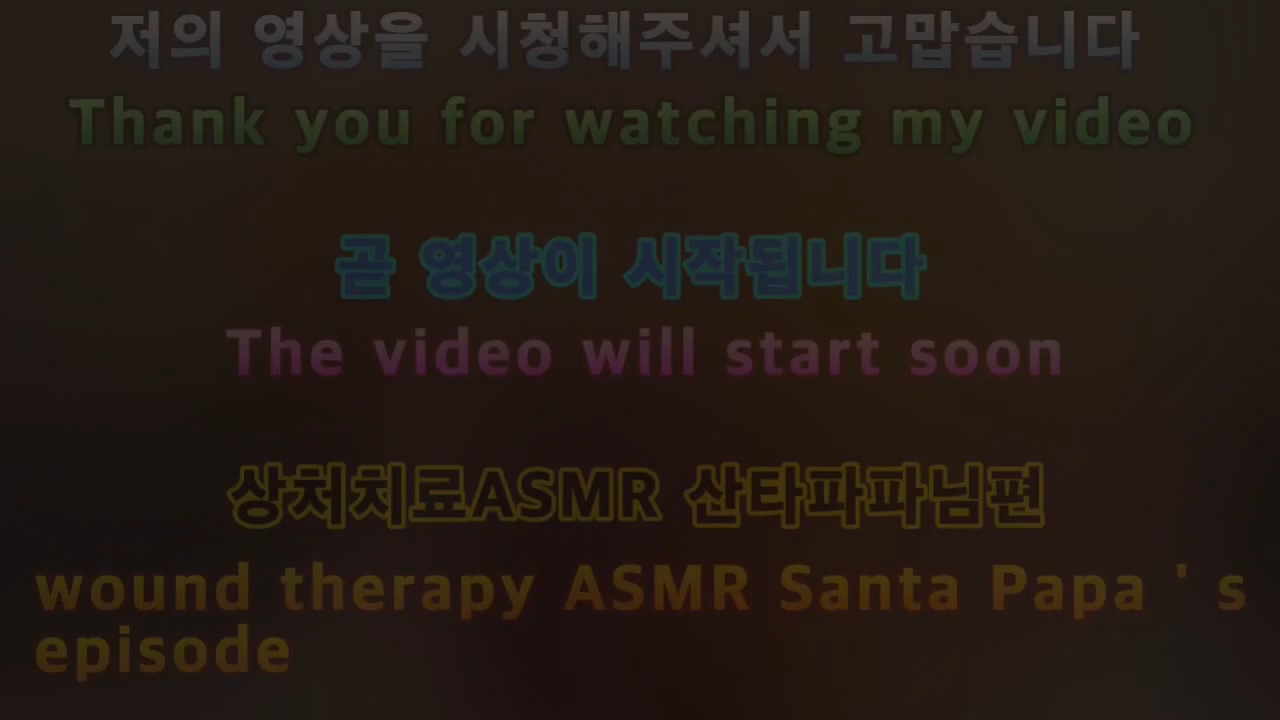 저의 영상을 시청해주셔서 고맙습니다
Thank you for watching my video
곧 영상이 시작됩니다
The video will start soon
상처치료ASMR 산타파파님편
wound therapy ASMR Santa Papa ' s
episode